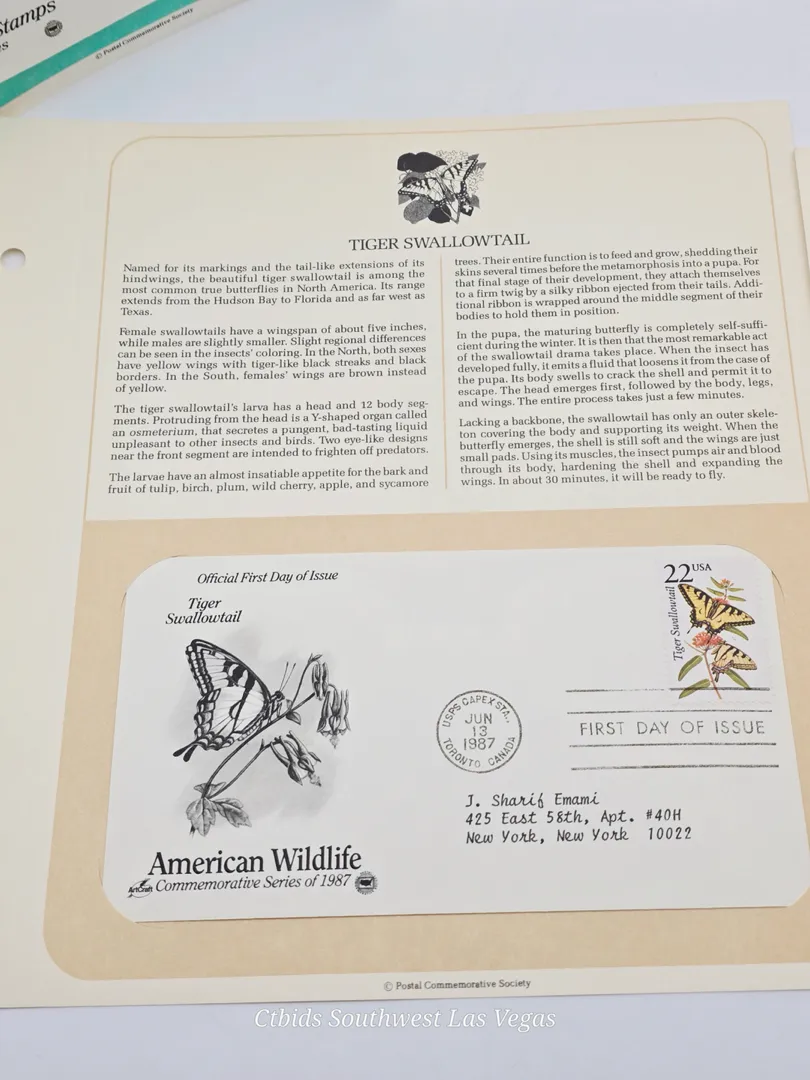 Stamps
© Postal Commemorative Society
TIGER SWALLOWTAIL
Named for its markings and the tail-like extensions of its
hindwings, the beautiful tiger swallowtail is among the
most common true butterflies in North America. Its range
extends from the Hudson Bay to Florida and as far west as
Texas.
Female swallowtails have a wingspan of about five inches,
while males are slightly smaller. Slight regional differences
can be seen in the insects' coloring. In the North, both sexes
have yellow wings with tiger-like black streaks and black
borders. In the South, females' wings are brown instead
of yellow.
The tiger swallowtail's larva has a head and 12 body seg-
ments. Protruding from the head is a Y-shaped organ called
an osmeterium, that secretes a pungent, bad-tasting liquid
unpleasant to other insects and birds. Two eye-like designs
near the front segment are intended to frighten off predators.
The larvae have an almost insatiable appetite for the bark and
fruit of tulip, birch, plum, wild cherry, apple, and sycamore
trees. Their entire function is to feed and grow, shedding their
skins several times before the metamorphosis into a pupa. For
that final stage of their development, they attach themselves
to a firm twig by a silky ribbon ejected from their tails. Addi-
tional ribbon is wrapped around the middle segment of their
bodies to hold them in position.
In the pupa, the maturing butterfly is completely self-suffi-
cient during the winter. It is then that the most remarkable act
of the swallowtail drama takes place. When the insect has
developed fully, it emits a fluid that loosens it from the case of
the pupa. Its body swells to crack the shell and permit it to
escape. The head emerges first, followed by the body, legs,
and wings. The entire process takes just a few minutes.
Lacking a backbone, the swallowtail has only an outer skele-
ton covering the body and supporting its weight. When the
butterfly emerges, the shell is still soft and the wings are just
small pads. Using its muscles, the insect pumps air and blood
through its body, hardening the shell and expanding the
wings. In about 30 minutes, it will be ready to fly.
Official First Day of Issue
Tiger
Swallowtail
22 USA
Tiger Swallowtail
USPS CAPEX STA.,
JUN
13
1987
TORONTO CANADA
FIRST DAY OF ISSUE
J. Sharif Emami
425 East 58th, Apt. #40H
New York, New York 10022
American Wildlife
ArtCraft Commemorative Series of 1987
© Postal Commemorative Society
Ctbids Southwest Las Vegas